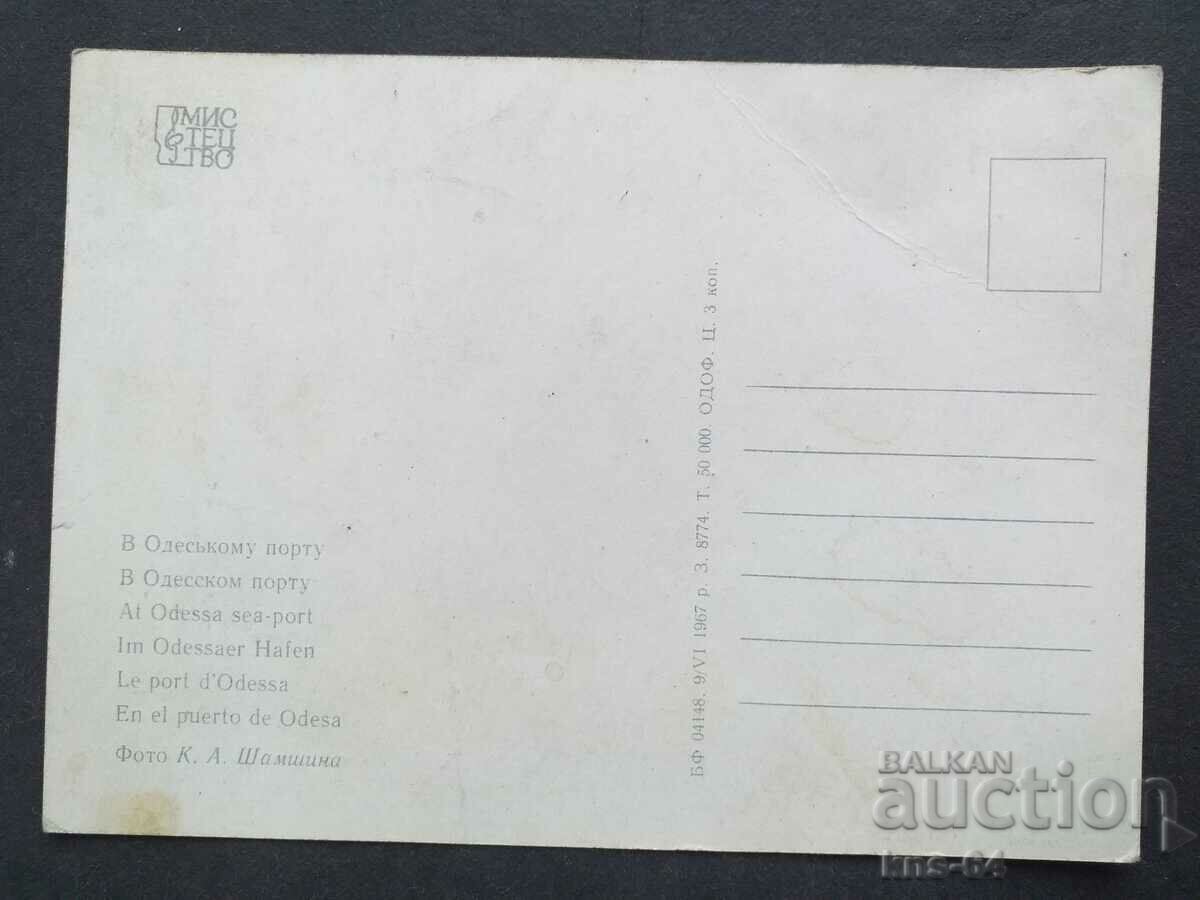 МИС
ТЕЦ
ТВО
В Одеському порту
В Одесском порту
At Odessa sea-port
Im Odessaer Hafen
Le port d'Odessa
En el puerto de Odesa
Фото К. А. Шамшина
БФ 04148. 9/VI 1967 р. З. 8774. Т. 50 000. ОДОФ. Ц. 3 коп.
BALKAN
auction
kns-64